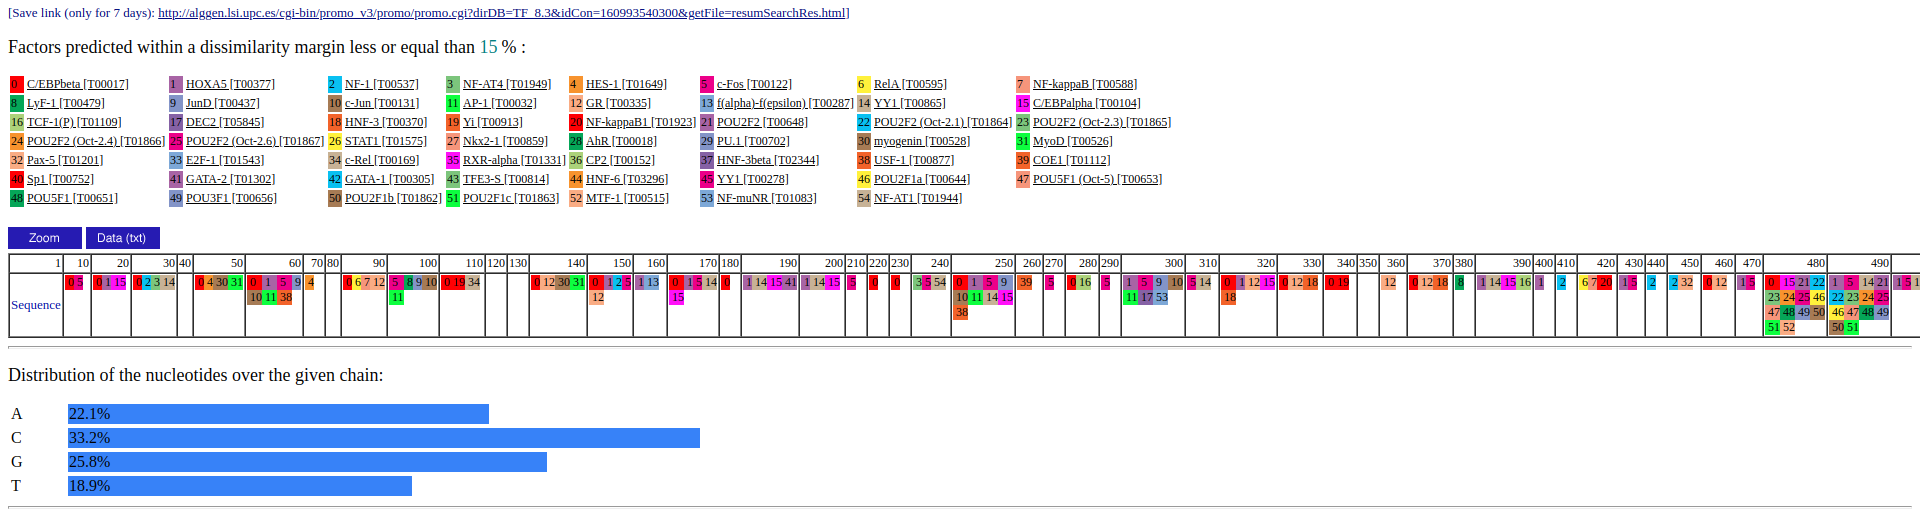 [Save link (only for 7 days): http://alggen.lsi.upc.es/cgi-bin/promo_v3/promo/promo.cgi?dirDB=TF_8.3&idCon=160993540300&getFile=resumSearchRes.html]
Factors predicted within a dissimilarity margin less or equal than 15 % :
0 C/EBPbeta [T00017] 1 HOXA5 [T00377] 2 NF-1 [T00537] 3 NF-AT4 [T01949] 4 HES-1 [T01649] 5 c-Fos [T00122] 6 RelA [T00595] 7 NF-kappaB [T00588]
8 LyF-1 [T00479] 9 JunD [T00437] 10 c-Jun [T00131] 11 AP-1 [T00032] 12 GR [T00335] 13 f(alpha)-f(epsilon) [T00287] 14 YY1 [T00865] 15 C/EBPalpha [T00104]
16 TCF-1(P) [T01109] 17 DEC2 [T05845] 18 HNF-3 [T00370] 19 Yi [T00913] 20 NF-kappaB1 [T01923] 21 POU2F2 [T00648] 22 POU2F2 (Oct-2.1) [T01864] 23 POU2F2 (Oct-2.3) [T01865]
24 POU2F2 (Oct-2.4) [T01866] 25 POU2F2 (Oct-2.6) [T01867] 26 STAT1 [T01575] 27 Nkx2-1 [T00859] 28 AhR [T00018] 29 PU.1 [T00702] 30 myogenin [T00528] 31 MyoD [T00526]
32 Pax-5 [T01201] 33 E2F-1 [T01543] 34 c-Rel [T00169] 35 RXR-alpha [T01331] 36 CP2 [T00152] 37 HNF-3beta [T02344] 38 USF-1 [T00877] 39 COE1 [T01112]
40 Sp1 [T00752] 41 GATA-2 [T01302] 42 GATA-1 [T00305] 43 TFE3-S [T00814] 44 HNF-6 [T03296] 45 YY1 [T00278] 46 POU2F1a [T00644] 47 POU5F1 (Oct-5) [T00653]
48 POU5F1 [T00651] 49 POU3F1 [T00656] 50 POU2F1b [T01862] 51 POU2F1c [T01863] 52 MTF-1 [T00515] 53 NF-muNR [T01083] 54 NF-AT1 [T01944]
Zoom Data (txt)
1 10 20 30 40 50 60 70 80 90 100 110 120 130 140 150 160 170 180 190 200 210 220 230 240 250 260 270 280 290 300 310 320 330 340 350 360 370 380 390 400 410 420 430 440 450 460 470 480 490
0 5 0 1 15 0 2 3 14 0 4 30 31 0 1 5 9 4 0 6 7 12 5 8 9 10 0 19 34 0 12 30 31 0 1 2 5 1 13 0 1 5 14 0 1 14 15 41 1 14 15 5 0 0 3 5 54 0 1 5 9 39 5 0 16 5 1 5 9 10 5 14 0 1 12 15 0 12 18 0 19 12 0 12 18 8 1 14 15 16 1 2 6 7 20 1 5 2 2 32 0 12 1 5 0 15 21 22 1 5 14 21 1 5 1
Sequence 10 11 38 11 12 15 10 11 14 15 11 17 53 18 23 24 25 46 22 23 24 25
38 47 48 49 50 46 47 48 49
51 52 50 51
Distribution of the nucleotides over the given chain:
A 22.1%
C 33.2%
G 25.8%
T 18.9%